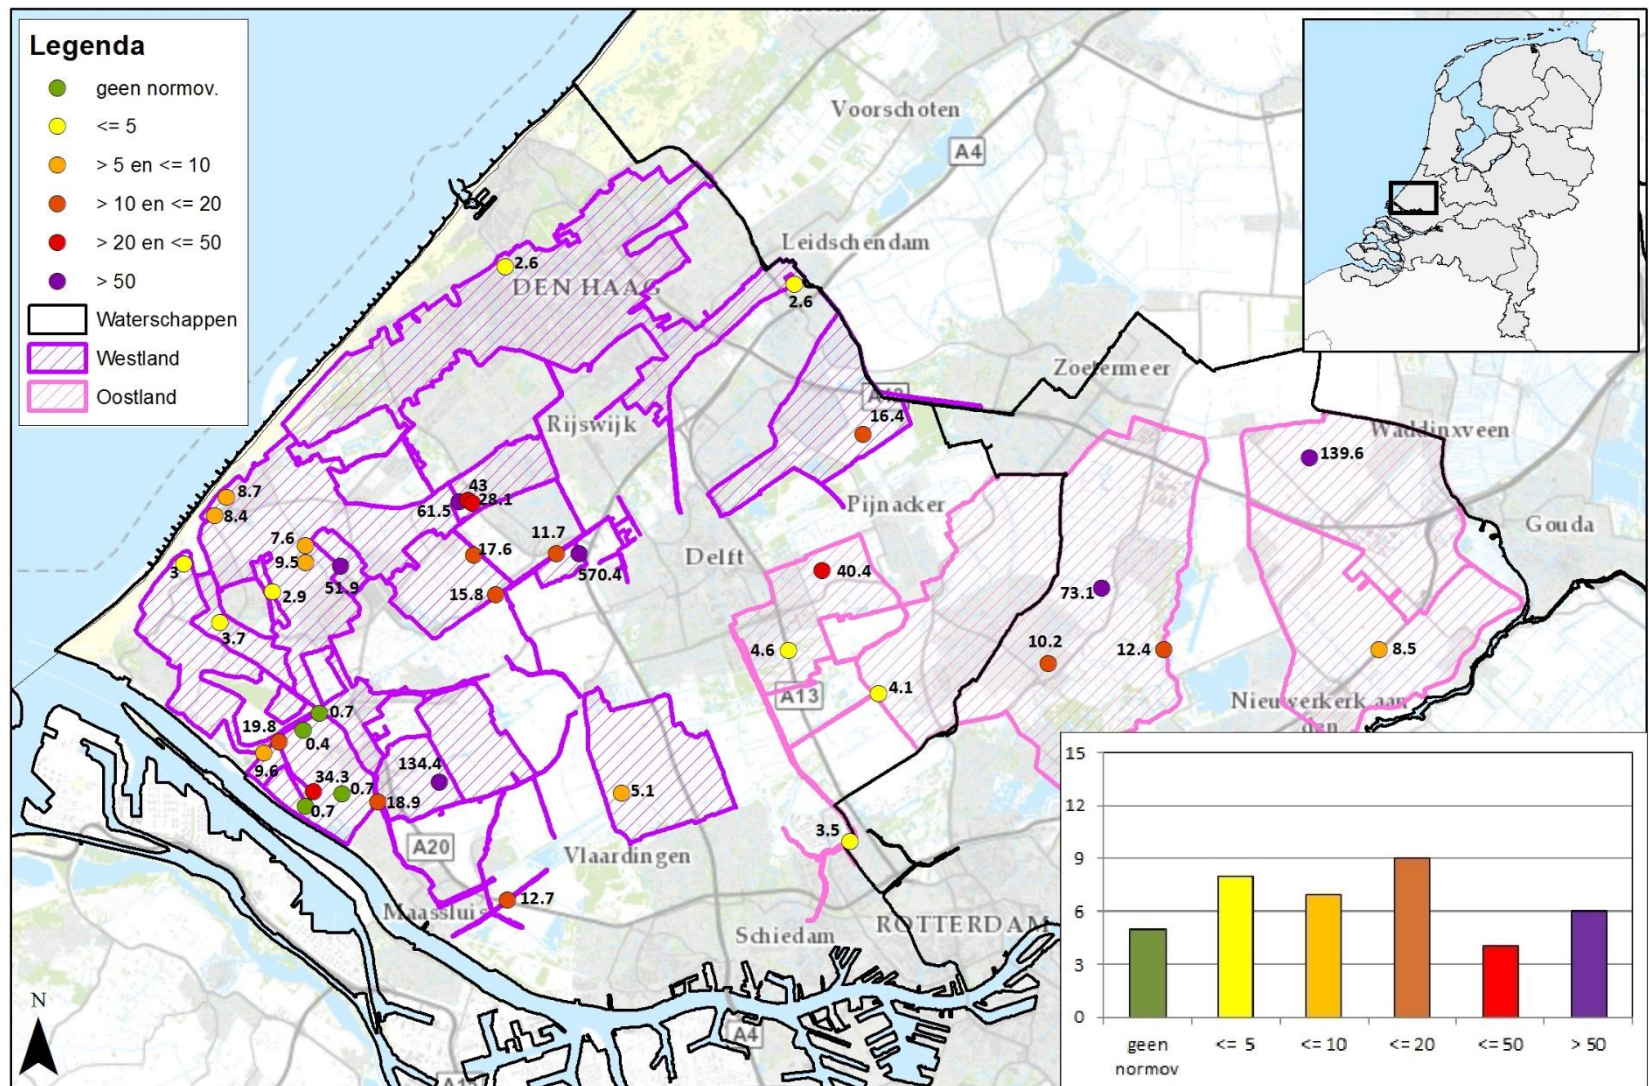 Legenda
geen normov.
<= 5
> 5 en <= 10
> 10 en <= 20
> 20 en <= 50
> 50
Waterschappen
Westland
Oostland
Voorschoten
A4
Leidschendam
2.6
DEN HAAG
2.6
Zoetermeer
16.4
Rijswijk
Waddinxveen
139.6
8.7
8.4
43
28.1
61.5
Pijnacker
Gouda
7.6
9.5
11.7
17.6
570.4
Delft
40.4
3
51.9
2.9
15.8
73.1
3.7
4.6
10.2
12.4
8.5
A13
4.1
Nieuwerkerk aan
den
0.7
19.8
0.4
9.6
134.4
34.3
0.7
0.7
18.9
5.1
3.5
A20
Vlaardingen
12.7
Maassluis
Schiedam
ROTTERDAM
A4
N
15
12
9
6
3
0
geen
normov
<= 5
<= 10
<= 20
<=50
> 50